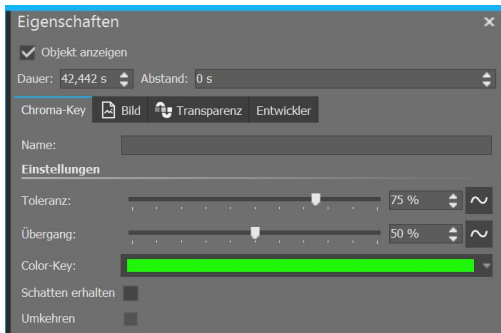 Eigenschaften
Objekt anzeigen
Dauer: 42,442 s Abstand: 0 s
Chroma-Key Bild Transparenz Entwickler
Name:
Einstellungen
Toleranz: 75 %
Übergang: 50 %
Color-Key:
Schatten erhalten
Umkehren